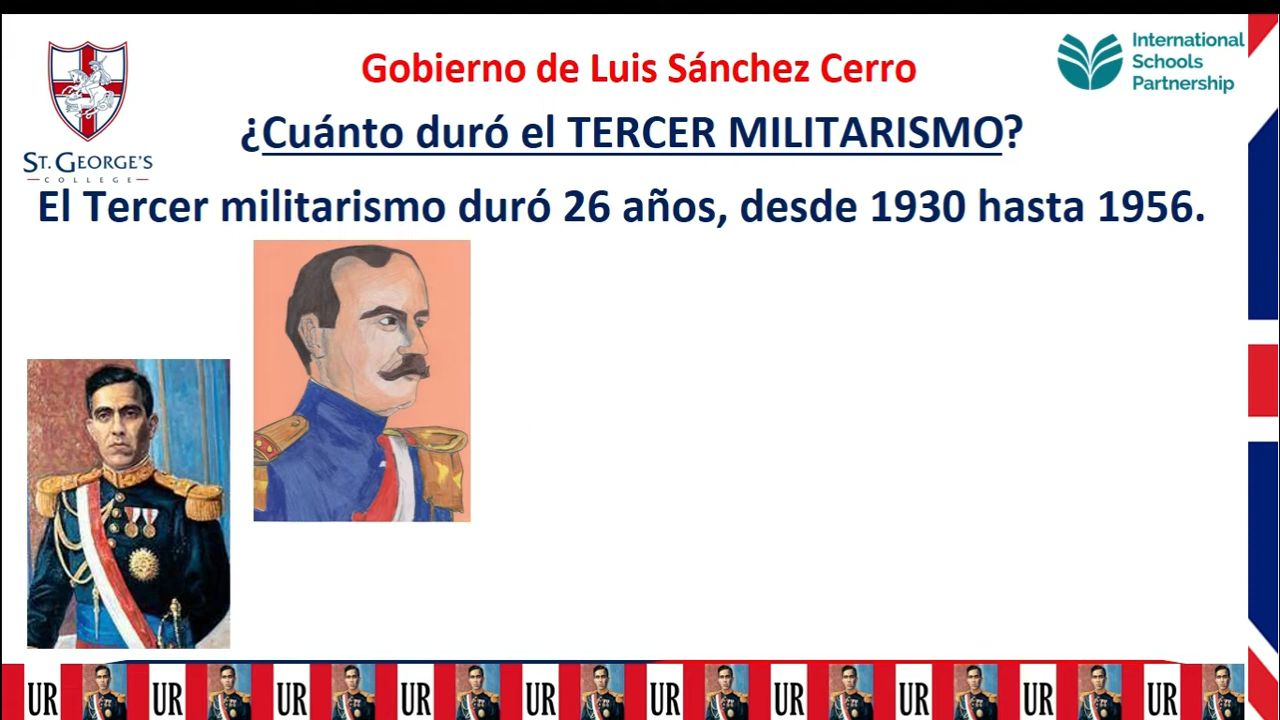 Gobierno de Luis Sánchez Cerro
International
Schools
Partnership
¿Cuánto duró el TERCER MILITARISMO?
ST. GEORGE'S
COLLEGE
El Tercer militarismo duró 26 años, desde 1930 hasta 1956.
UR UR UR UR UR UR UR UR UR UR